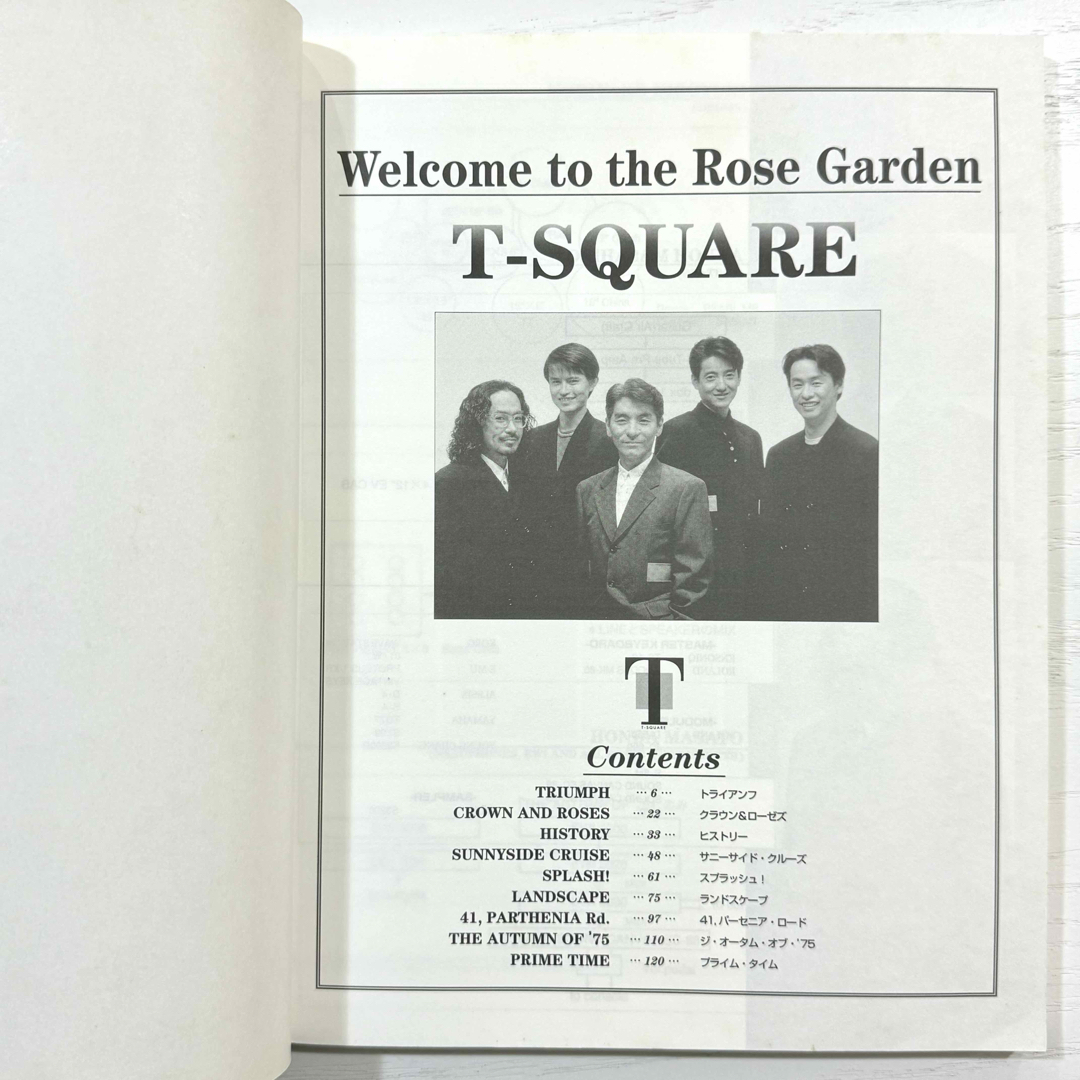 Welcome to the Rose Garden
T-SQUARE
T
T-SQUARE
Contents
TRIUMPH ··· 6 ··· トライアンフ
CROWN AND ROSES ··· 22 ··· クラウン&ローゼズ
HISTORY ··· 33 ··· ヒストリー
SUNNYSIDE CRUISE ··· 48 ··· サニーサイド・クルーズ
SPLASH! ··· 61 ··· スプラッシュ!
LANDSCAPE ··· 75 ··· ランドスケープ
41, PARTHENIA Rd. ··· 97 ··· 41, パーセニア・ロード
THE AUTUMN OF '75 ··· 110 ··· ジ・オータム・オブ・'75
PRIME TIME ··· 120 ··· プライム・タイム